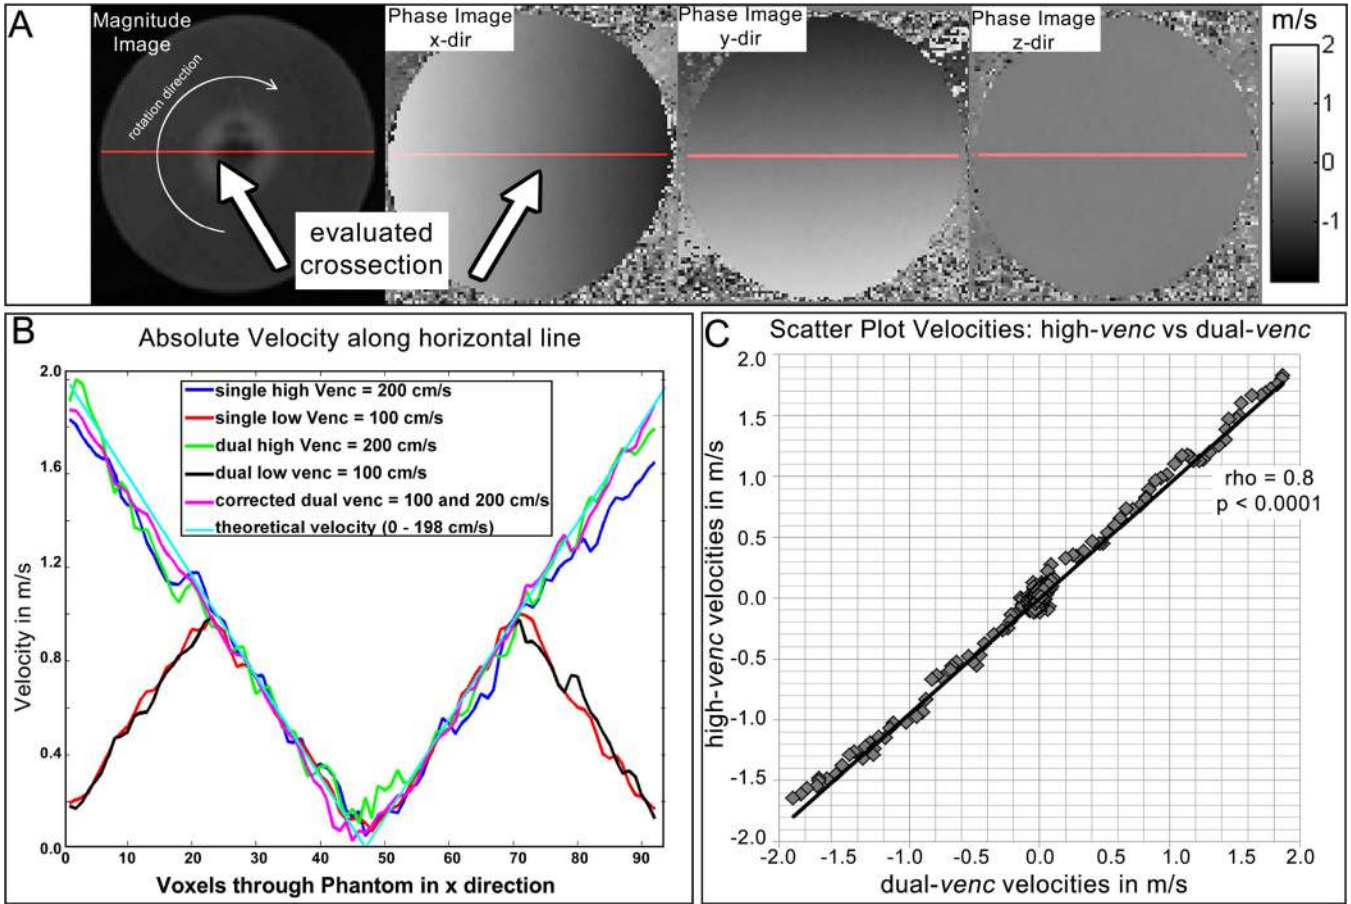 A
Magnitude
Image
rotation direction
Phase Image
x-dir
Phase Image
y-dir
Phase Image
z-dir
m/s
2
1
0
-1
evaluated
crossection
B
Absolute Velocity along horizontal line
single high Venc = 200 cm/s
single low Venc = 100 cm/s
dual high Venc = 200 cm/s
dual low venc = 100 cm/s
corrected dual venc = 100 and 200 cm/s
theoretical velocity (0 - 198 cm/s)
Velocity in m/s
2.0
1.6
1.2
0.8
0.4
0.0
0 10 20 30 40 50 60 70 80 90
Voxels through Phantom in x direction
C
Scatter Plot Velocities: high-venc vs dual-venc
high-venc velocities in m/s
2.0
1.5
1.0
0.5
0.0
-0.5
-1.0
-1.5
-2.0
rho = 0.8
p < 0.0001
-2.0 -1.5 -1.0 -0.5 0.0 0.5 1.0 1.5 2.0
dual-venc velocities in m/s